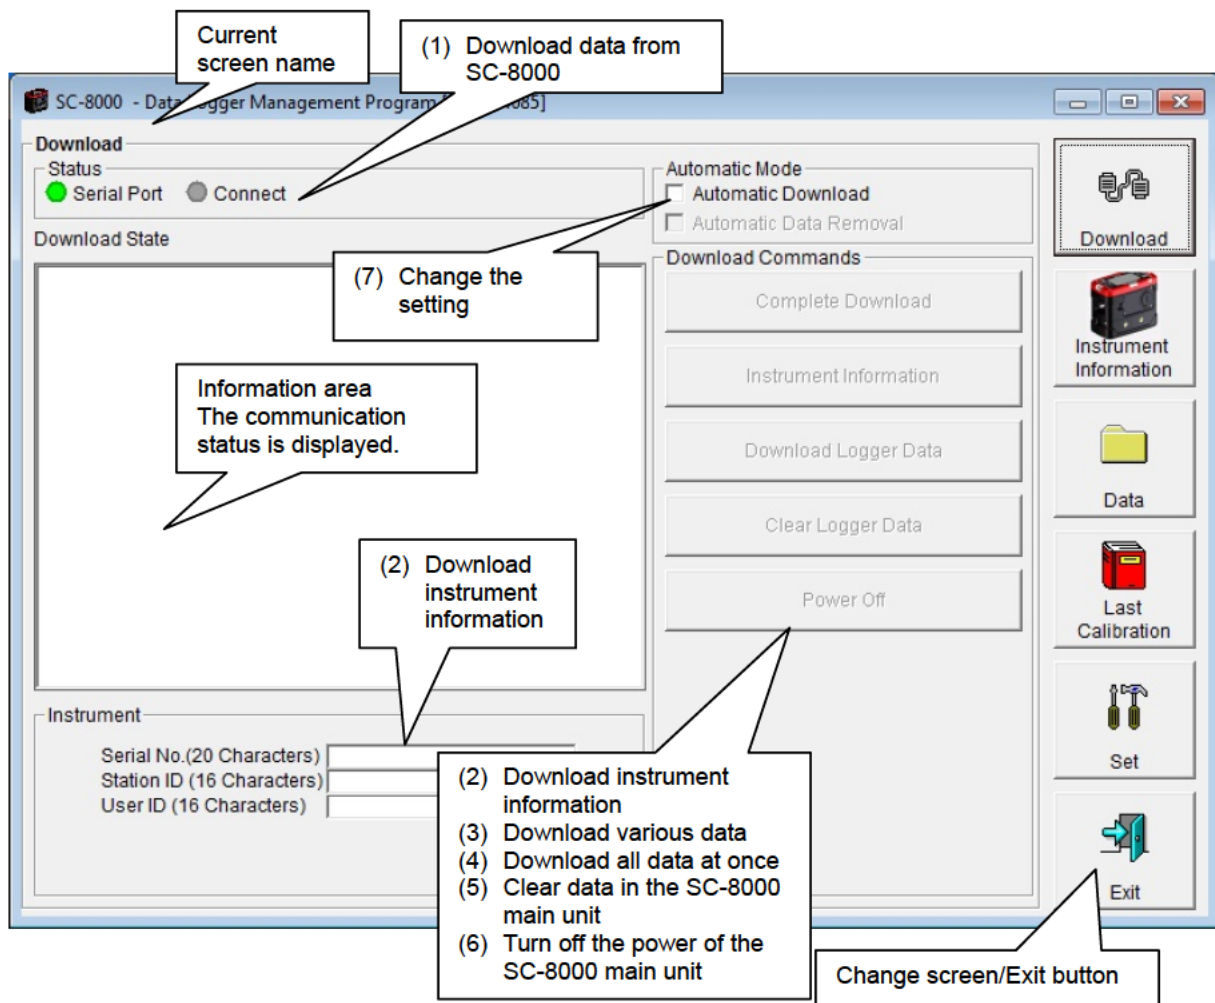 Current
screen name
(1) Download data from
SC-8000
SC-8000 - Data Logger Management Program
085]
Download
Status
Serial Port
Connect
Automatic Mode
Automatic Download
Automatic Data Removal
Download State
(7) Change the
setting
Download Commands
Complete Download
Instrument Information
Download Logger Data
Clear Logger Data
Power Off
Information area
The communication
status is displayed.
(2) Download
instrument
information
Instrument
Serial No.(20 Characters)
Station ID (16 Characters)
User ID (16 Characters)
(2) Download instrument
information
(3) Download various data
(4) Download all data at once
(5) Clear data in the SC-8000
main unit
(6) Turn off the power of the
SC-8000 main unit
Download
Instrument
Information
Data
Last
Calibration
Set
Exit
Change screen/Exit button